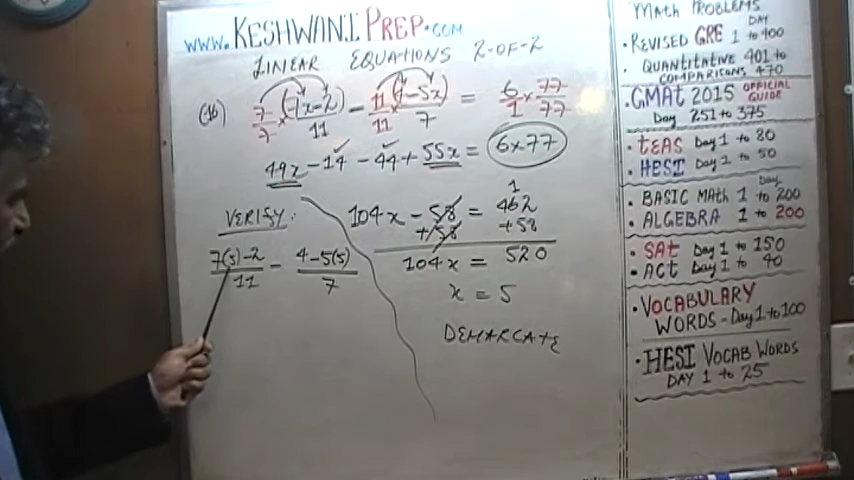 www.KESHWANI PREP.COM
LINEAR EQUATIONS 2-OF-2
(16) 7/7 × (7x-2)/11 - 11/11 (4-5x)/7 = 6/1 × 77/77
49x - 14 - 44 + 55x = 6×77
VERIFY:
104x - 58 = 462
+58 +58
104x = 520
x = 5
DEMARCATE
7(5)-2/11 - 4-5(5)/7
MATH PROBLEMS
• REVISED GRE DAY 1 to 400
• QUANTITATIVE COMPARISONS 401 to 470
• GMAT 2015 OFFICIAL GUIDE
Day 251 to 375
• tEAS Day 1 to 80
• HESI Day 1 to 50
Day
• BASIC MATH 1 to 200
• ALGEBRA 1 to 200
• SAt Day 1 to 150
• ACT Day 1 to 40
• VOCABULARY
WORDS - Day 1 to 100
• HESI VOCAB WORDS
DAY 1 to 25